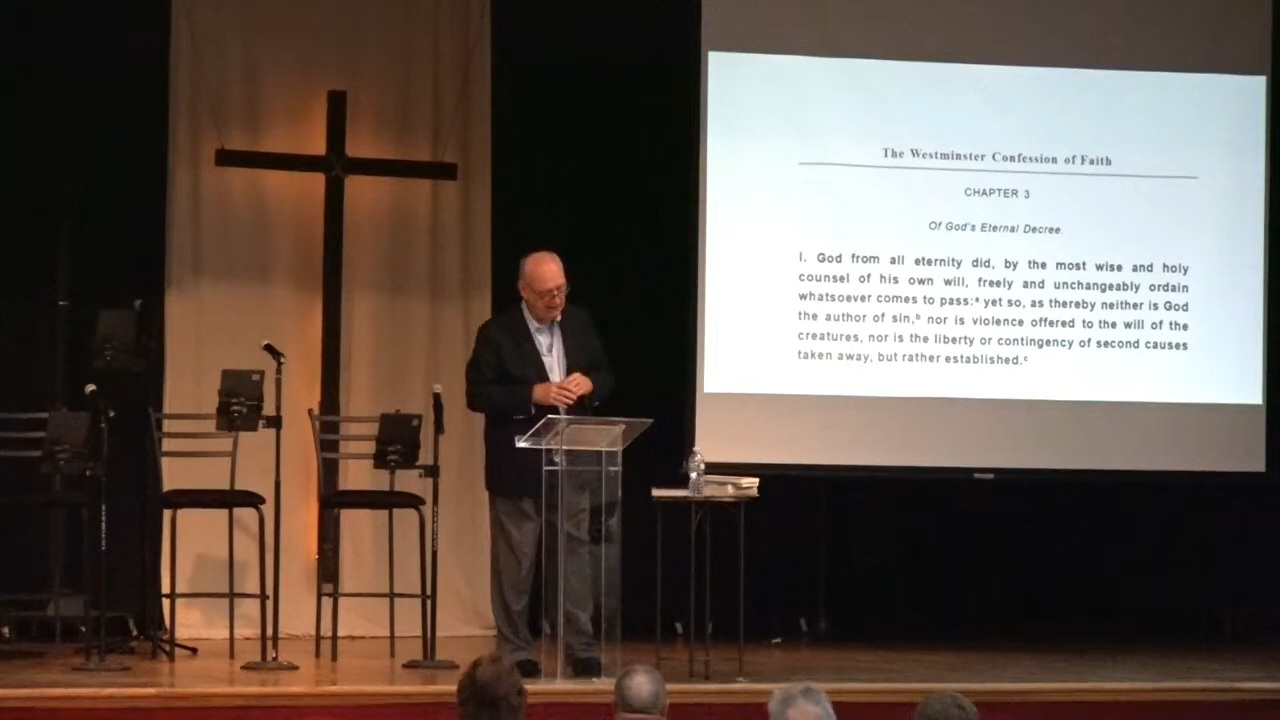 The Westminster Confession of Faith
CHAPTER 3
Of God's Eternal Decree.
I. God from all eternity did, by the most wise and holy
counsel of his own will, freely and unchangeably ordain
whatsoever comes to pass:ᵃ yet so, as thereby neither is God
the author of sin,ᵇ nor is violence offered to the will of the
creatures, nor is the liberty or contingency of second causes
taken away, but rather established.ᶜ
ULTIMATE
ULTIMATE